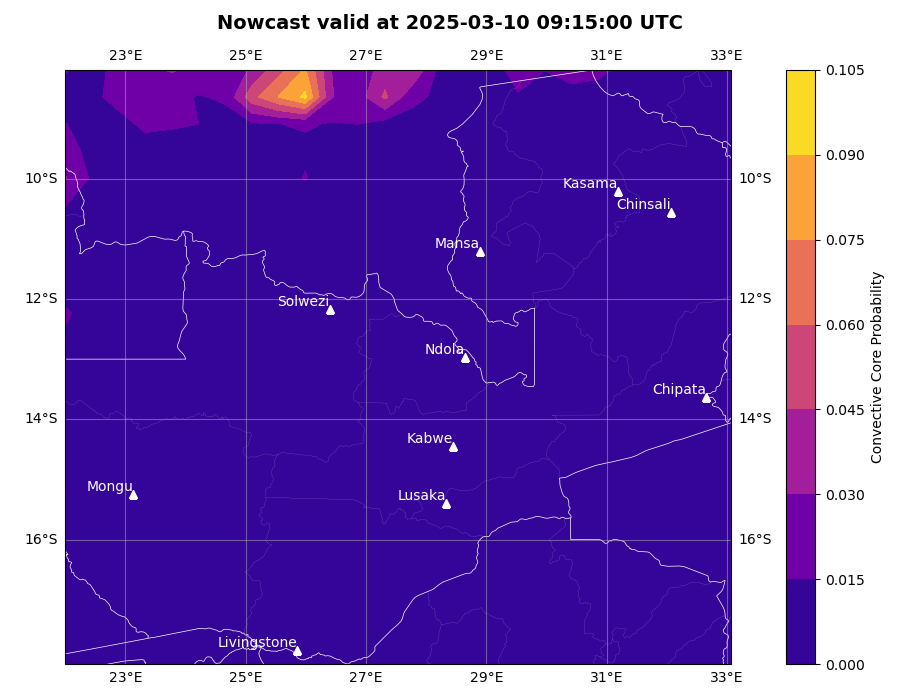 Nowcast valid at 2025-03-10 09:15:00 UTC
23°E 25°E 27°E 29°E 31°E 33°E
0.105
0.090
10°S 10°S
Kasama
Chinsali
0.075
Mansa
12°S 12°S
Solwezi
0.060
Ndola
Convective Core Probability
Chipata
0.045
14°S 14°S
Kabwe
Mongu
Lusaka
0.030
16°S 16°S
0.015
Livingstone
0.000
23°E 25°E 27°E 29°E 31°E 33°E